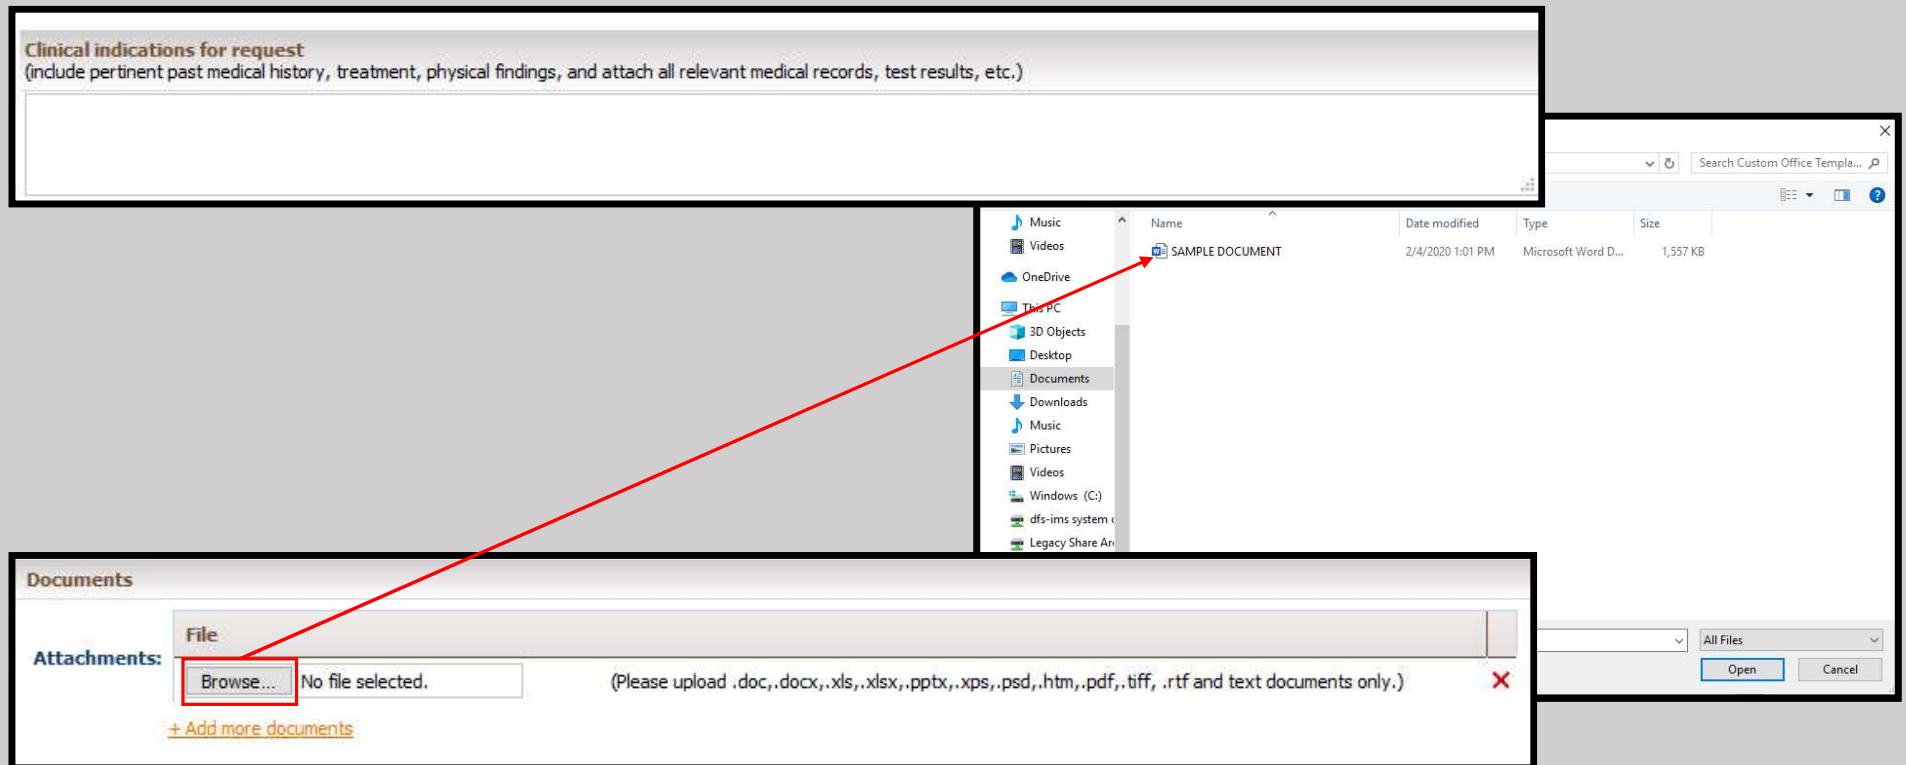 Clinical indications for request
(include pertinent past medical history, treatment, physical findings, and attach all relevant medical records, test results, etc.)
Search Custom Office Templa...
Music
Name
Date modified
Type
Size
Videos
SAMPLE DOCUMENT
2/4/2020 1:01 PM
Microsoft Word D...
1,557 KB
OneDrive
This PC
3D Objects
Desktop
Documents
Downloads
Music
Pictures
Videos
Windows (C:)
dfs-ims system
Legacy Share Ar
Documents
File
Attachments:
Browse...
No file selected.
(Please upload .doc,.docx,.xls,.xlsx,.pptx,.xps,.psd,.htm,.pdf,.tiff, .rtf and text documents only.)
+ Add more documents
All Files
Open
Cancel